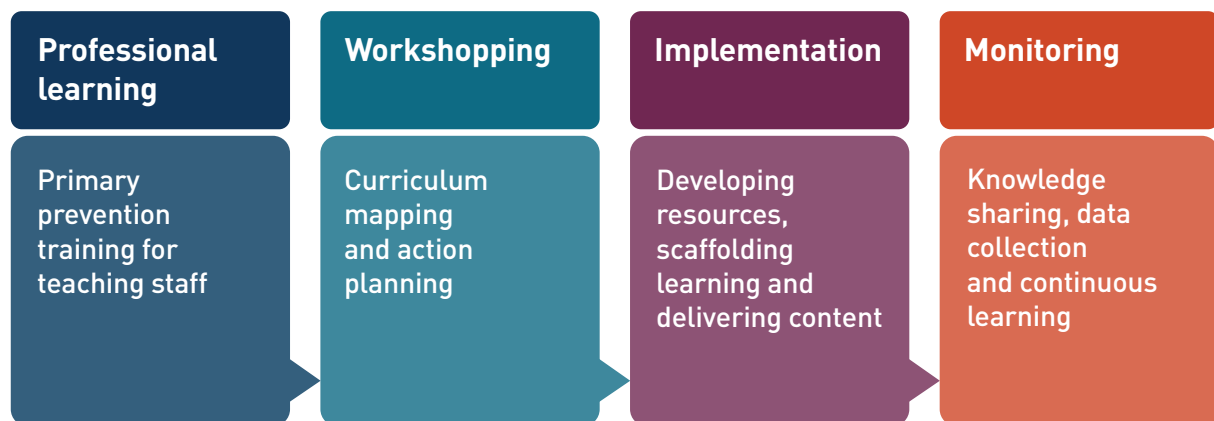 Professional
learning
Primary
prevention
training for
teaching staff
Workshopping
Curriculum
mapping
and action
planning
Implementation
Developing
resources,
scaffolding
learning and
delivering content
Monitoring
Knowledge
sharing, data
collection
and continuous
learning